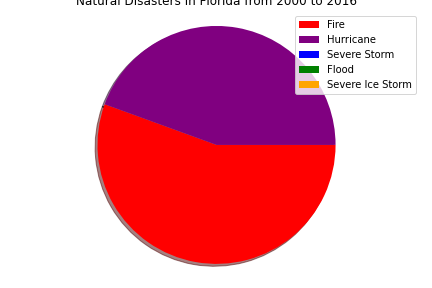 Natural Disasters in Florida from 2000 to 2016
Fire
Hurricane
Severe Storm
Flood
Severe Ice Storm